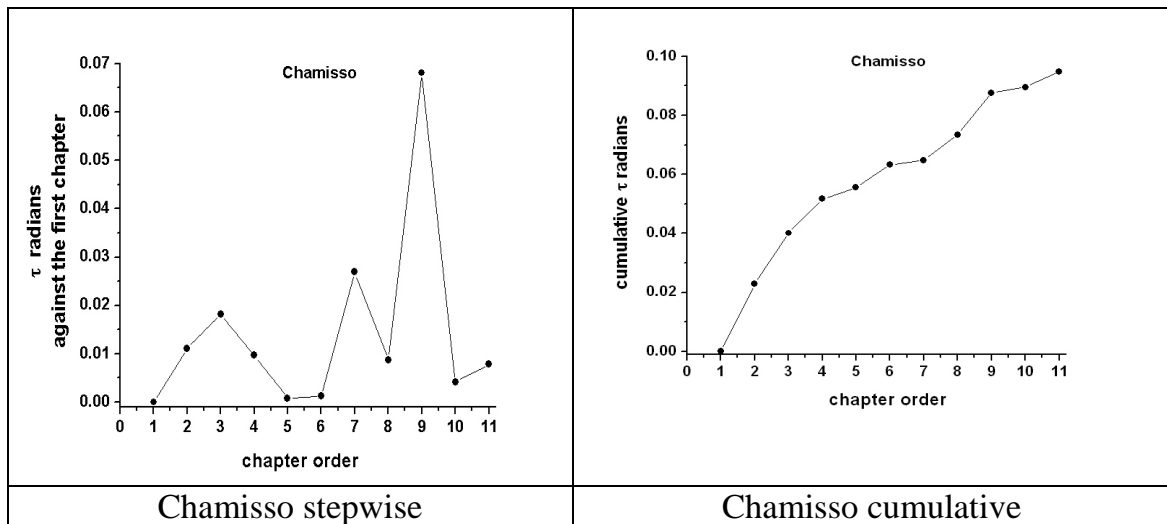 Chamisso
τ radians
against the first chapter
0.07
0.06
0.05
0.04
0.03
0.02
0.01
0.00
0 1 2 3 4 5 6 7 8 9 10 11
chapter order
Chamisso stepwise
Chamisso
cumulative τ radians
0.10
0.08
0.06
0.04
0.02
0.00
0 1 2 3 4 5 6 7 8 9 10 11
chapter order
Chamisso cumulative